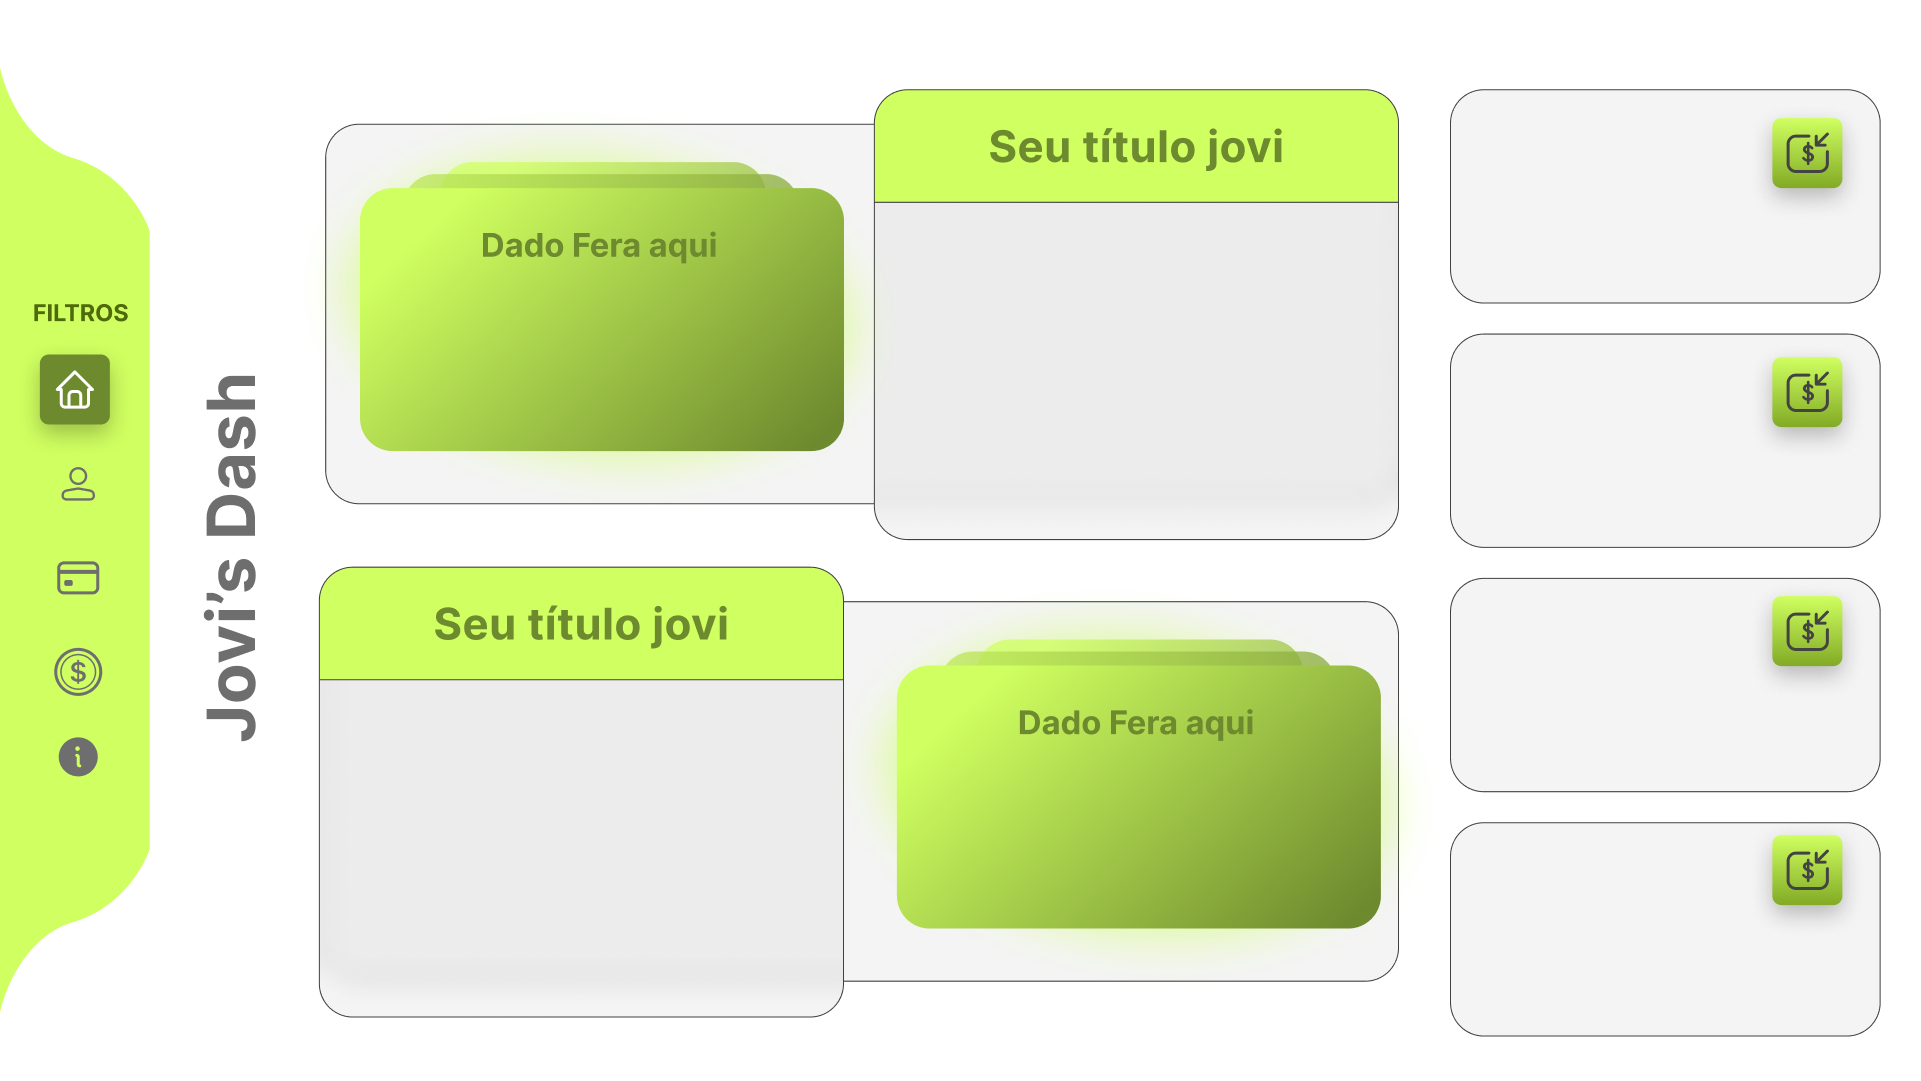 FILTROS
Jovi’s Dash
Dado Fera aqui
Seu título jovi
Seu título jovi
Dado Fera aqui
$
$
$
$
$